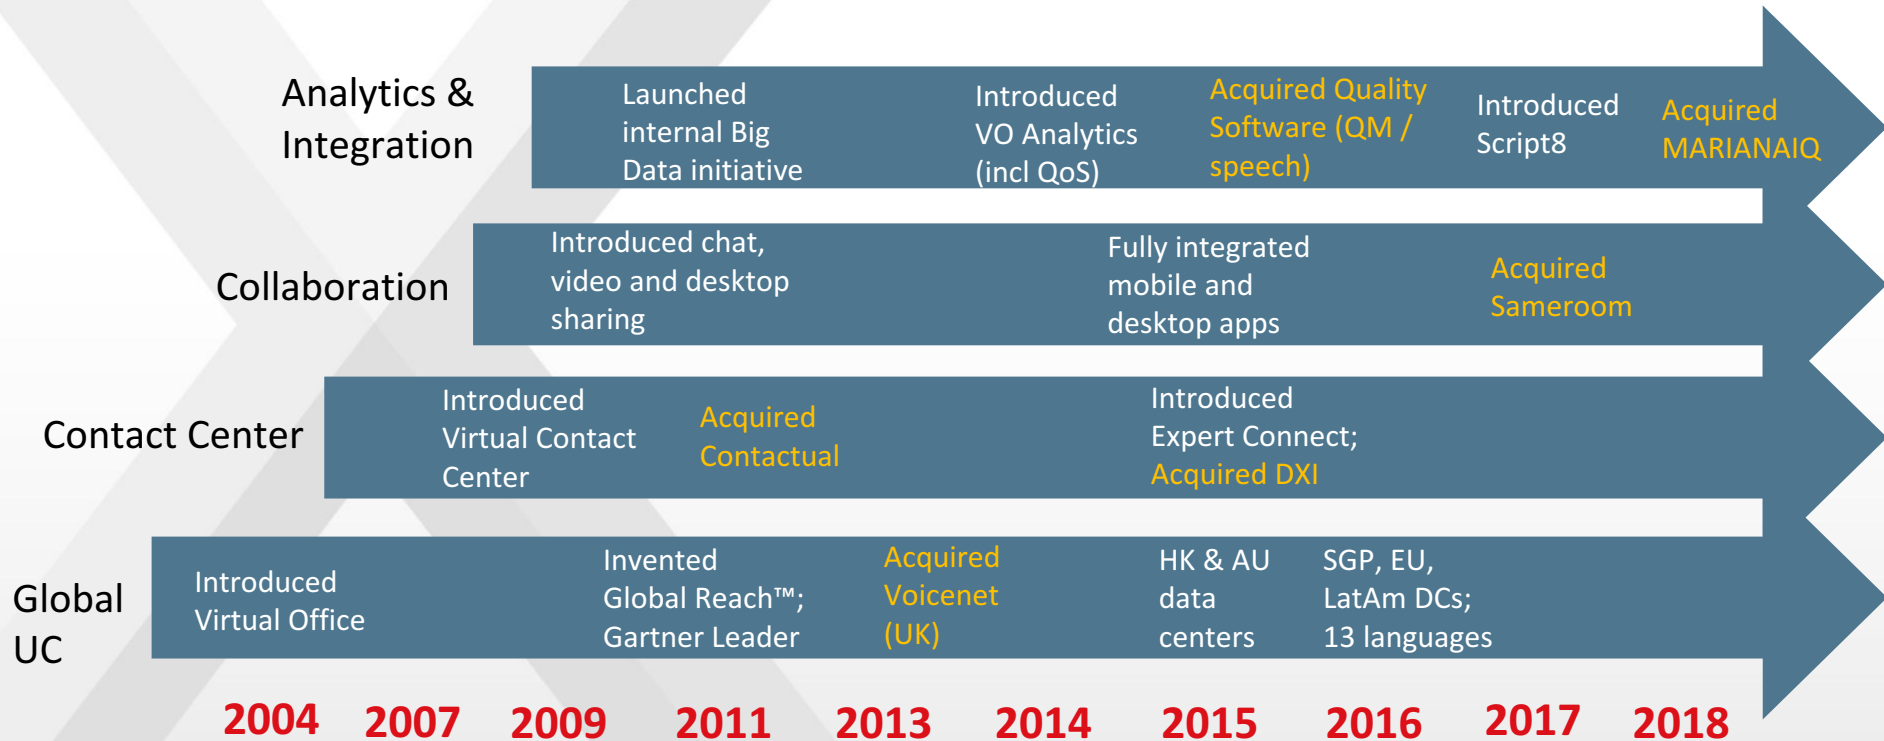 Analytics &
Integration
Launched
internal Big
Data initiative
Introduced
VO Analytics
(incl QoS)
Acquired Quality
Software (QM /
speech)
Introduced
Script8
Acquired
MARIANAIQ
Collaboration
Introduced chat,
video and desktop
sharing
Fully integrated
mobile and
desktop apps
Acquired
Sameroom
Contact Center
Introduced
Virtual Contact
Center
Acquired
Contactual
Introduced
Expert Connect;
Acquired DXI
Global
UC
Introduced
Virtual Office
Invented
Global Reach™;
Gartner Leader
Acquired
Voicenet
(UK)
HK & AU
data
centers
SGP, EU,
LatAm DCs;
13 languages
2004 2007 2009 2011 2013 2014 2015 2016 2017 2018